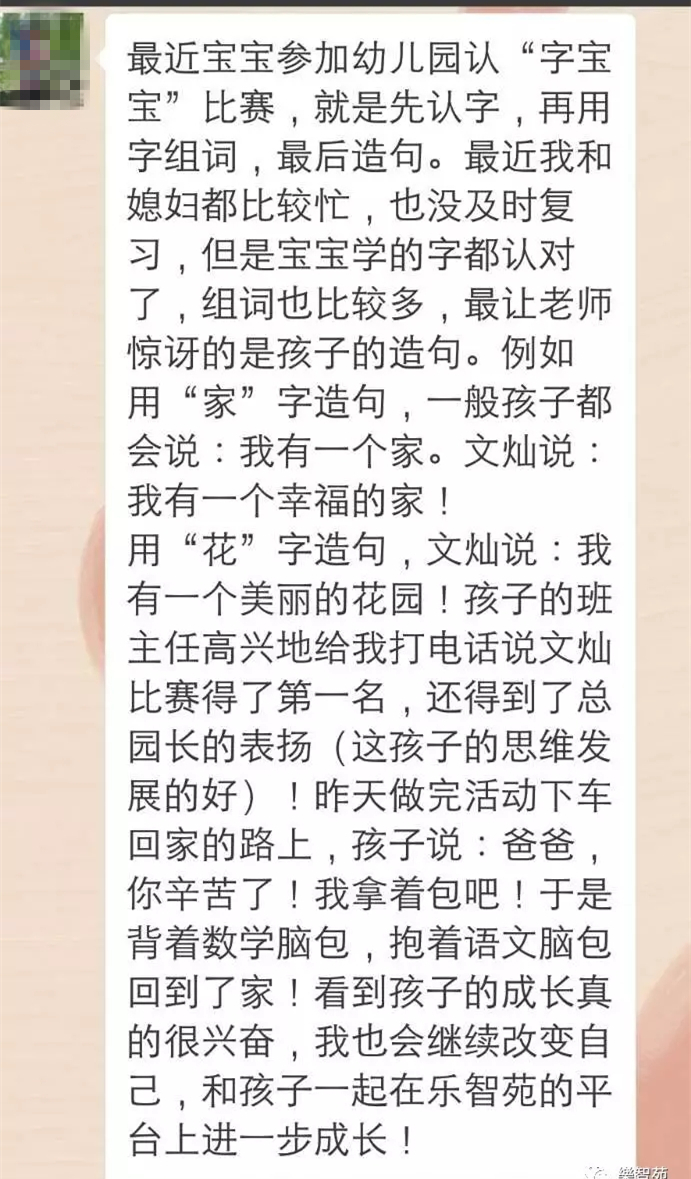 最近宝宝参加幼儿园认“字宝
宝”比赛，就是先认字，再用
字组词，最后造句。最近我和
媳妇都比较忙，也没及时复
习，但是宝宝学的字都认对
了，组词也比较多，最让老师
惊讶的是孩子的造句。例如
用“家”字造句，一般孩子都
会说：我有一个家。文灿说：
我有一个幸福的家！
用“花”字造句，文灿说：我
有一个美丽的花园！孩子的班
主任高兴地给我打电话说文灿
比赛得了第一名，还得到了总
园长的表扬（这孩子的思维发
展的好）！昨天做完活动下车
回家的路上，孩子说：爸爸，
你辛苦了！我拿着包吧！于是
背着数学脑包，抱着语文脑包
回到了家！看到孩子的成长真
的很兴奋，我也会继续改变自
己，和孩子一起在乐智苑的平
台上进一步成长！
樂智苑